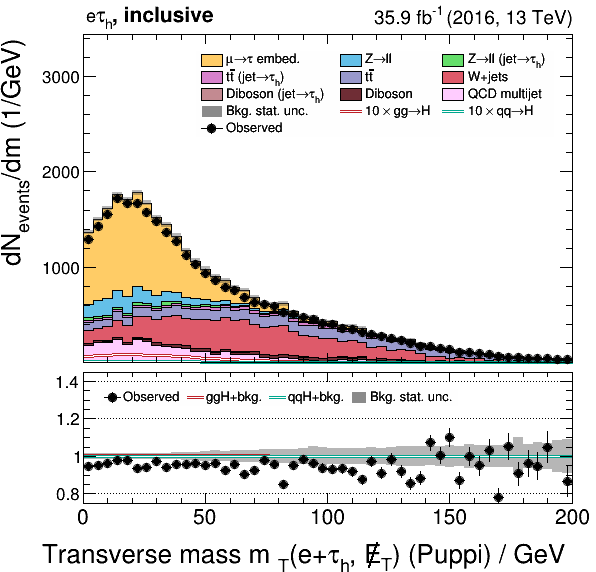 eτh, inclusive 35.9 fb⁻¹ (2016, 13 TeV)
dNevents/dm (1/GeV)
3000
2000
1000
μ→τ embed. Z→ll Z→ll (jet→τh)
tt̄ (jet→τh) tt̄ W+jets
Diboson (jet→τh) Diboson QCD multijet
Bkg. stat. unc. 10 × gg→H 10 × qq→H
Observed
1.4
1.2
1
0.8
Observed ggH+bkg. qqH+bkg. Bkg. stat. unc.
0 50 100 150 200
Transverse mass m T(e+τh, E̸T) (Puppi) / GeV